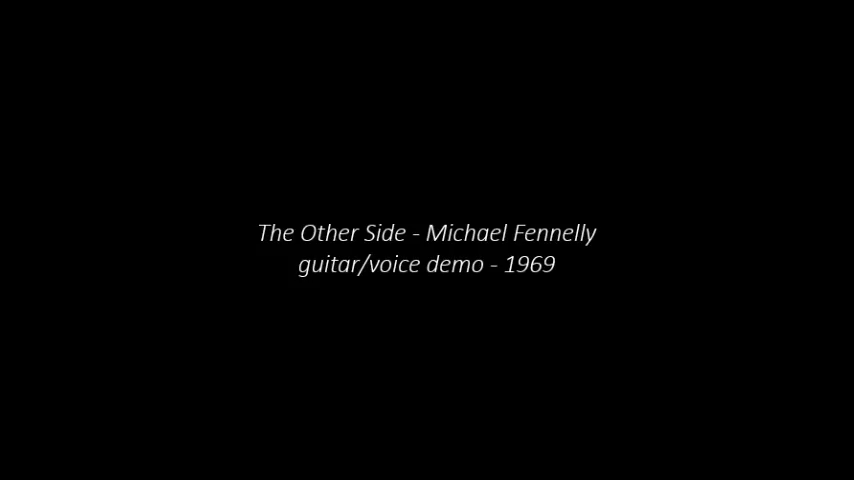 The Other Side - Michael Fennelly
guitar/voice demo - 1969